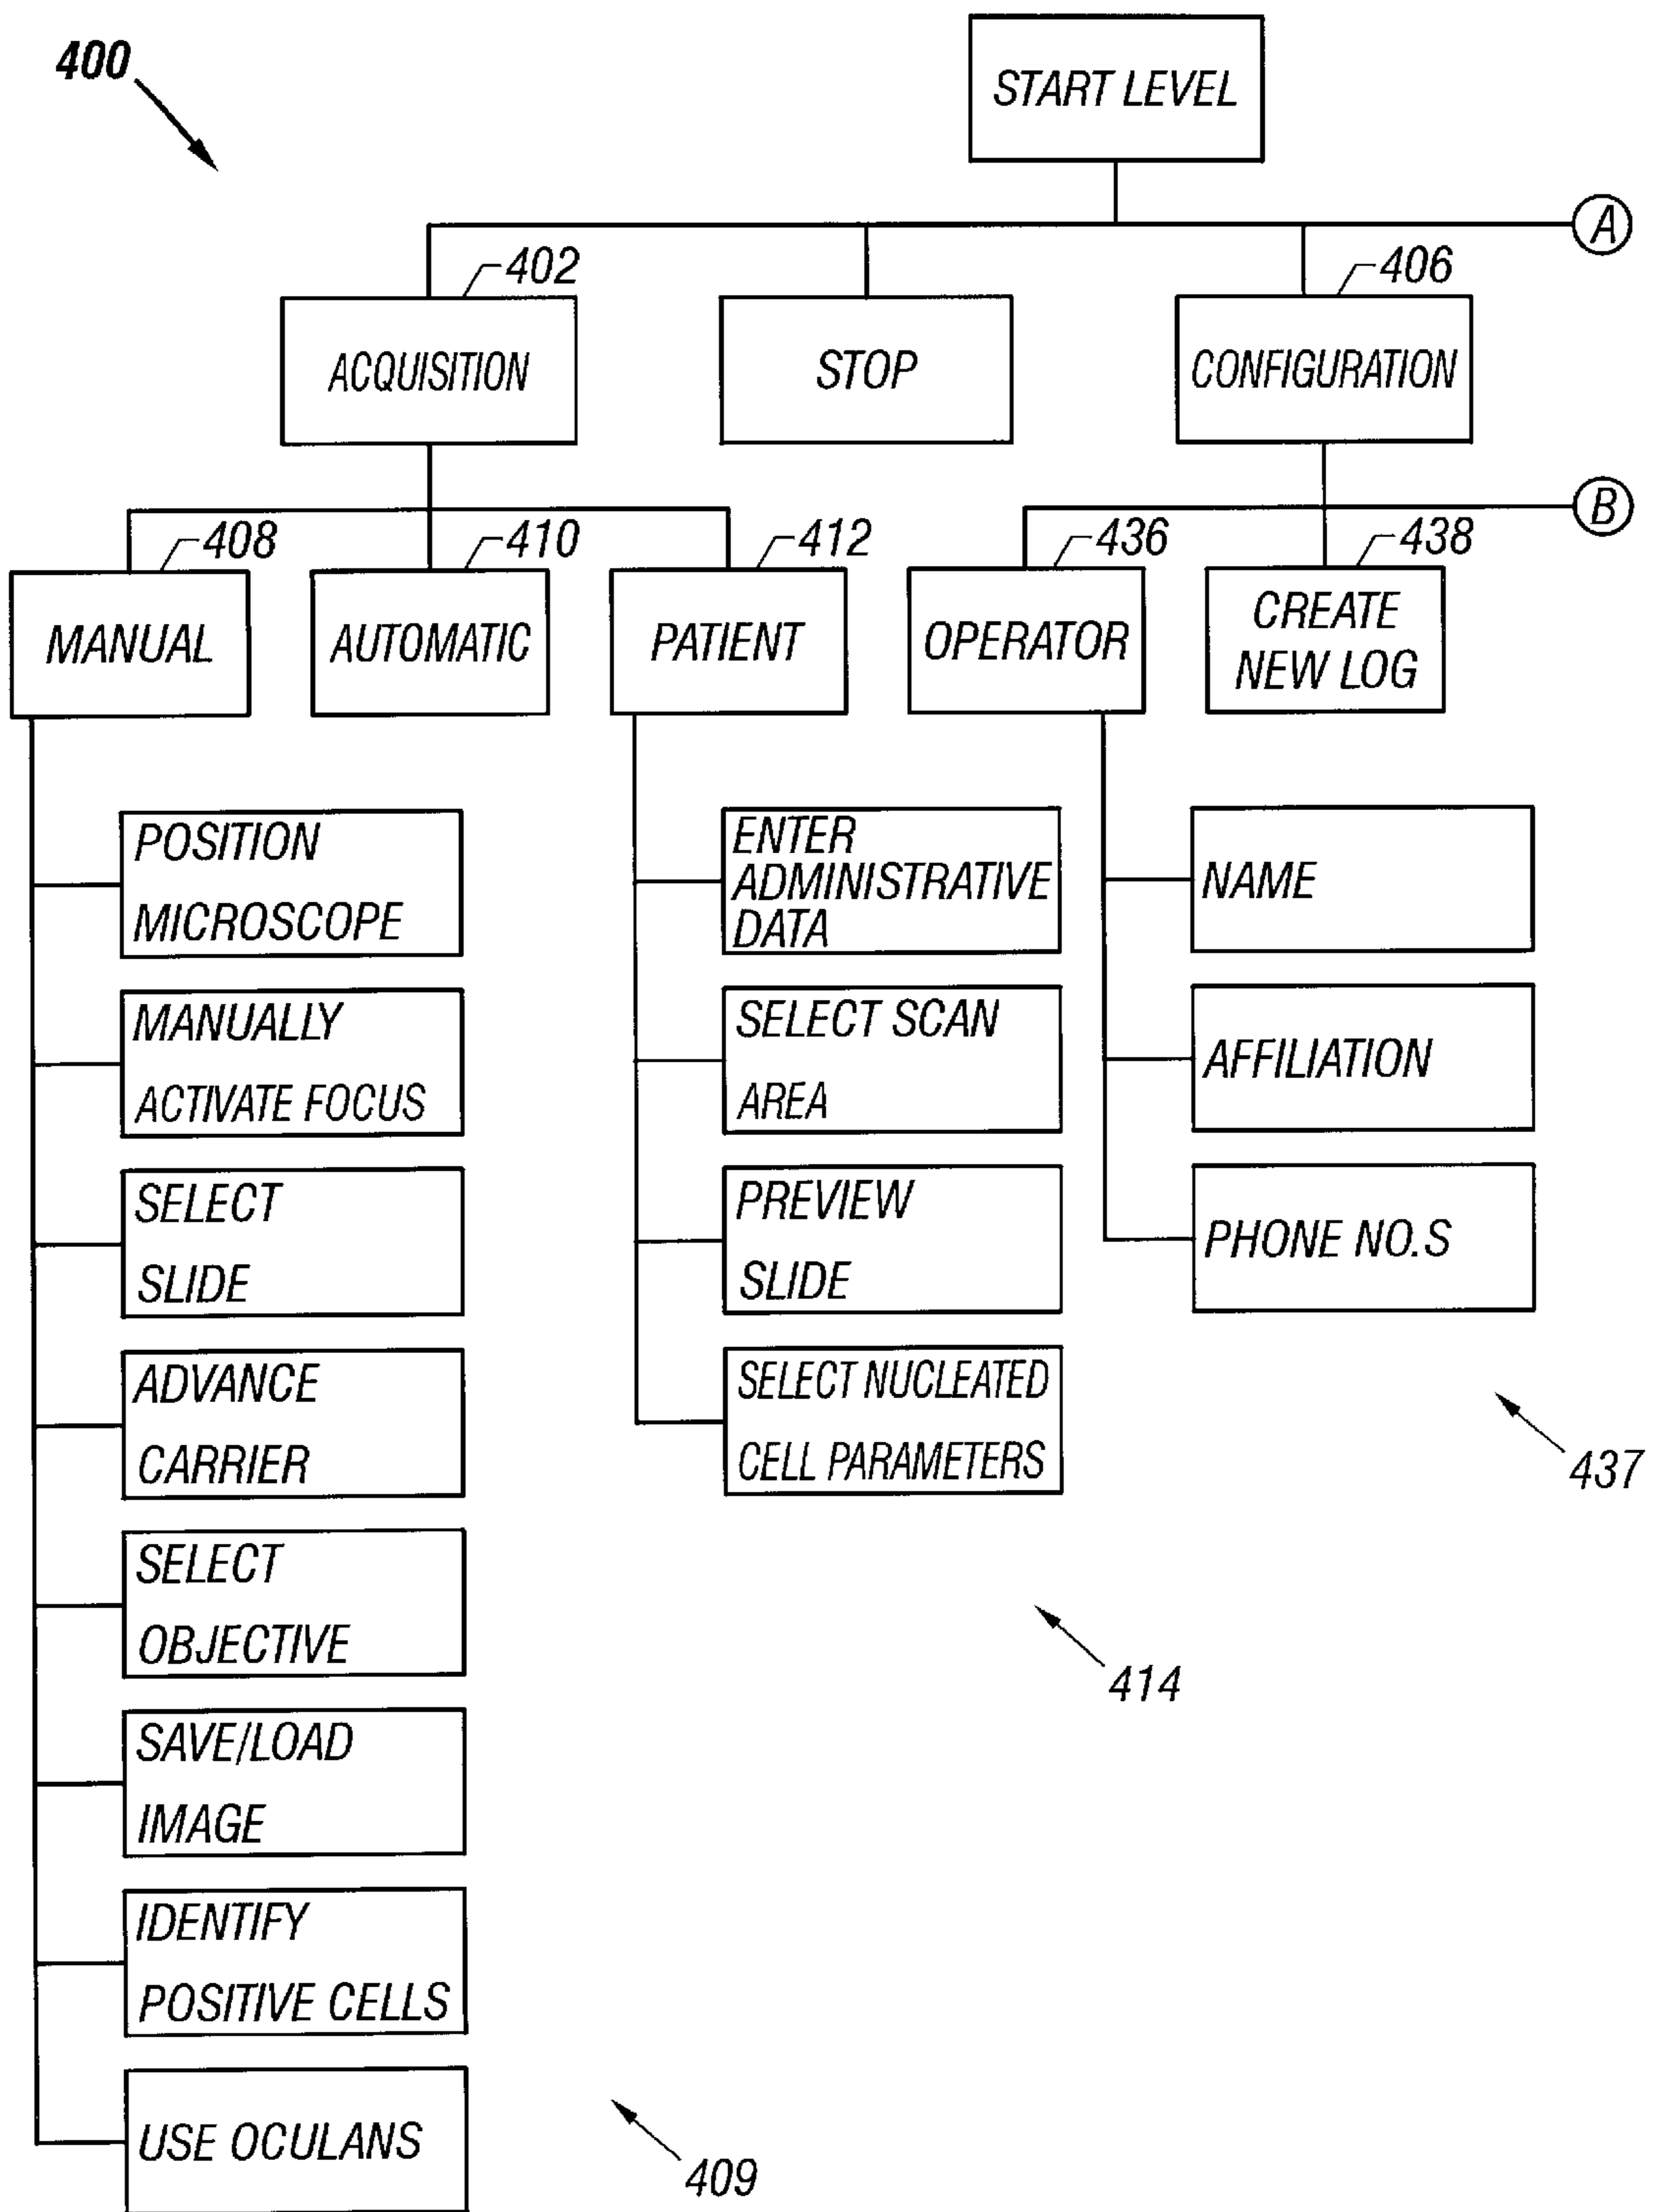 400
START LEVEL
A
402
406
ACQUISITION
STOP
CONFIGURATION
B
408
410
412
436
438
MANUAL
AUTOMATIC
PATIENT
OPERATOR
CREATE
NEW LOG
POSITION
MICROSCOPE
MANUALLY
ACTIVATE FOCUS
SELECT
SLIDE
ADVANCE
CARRIER
SELECT
OBJECTIVE
SAVE/LOAD
IMAGE
IDENTIFY
POSITIVE CELLS
USE OCULANS
409
ENTER
ADMINISTRATIVE
DATA
SELECT SCAN
AREA
PREVIEW
SLIDE
SELECT NUCLEATED
CELL PARAMETERS
414
NAME
AFFILIATION
PHONE NO.S
437